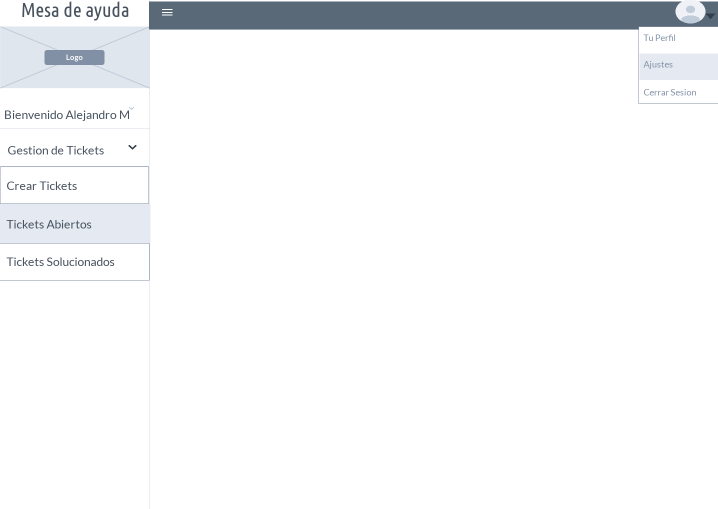 Mesa de ayuda
Logo
Bienvenido Alejandro M
Gestion de Tickets
Crear Tickets
Tickets Abiertos
Tickets Solucionados
Tu Perfil
Ajustes
Cerrar Sesion